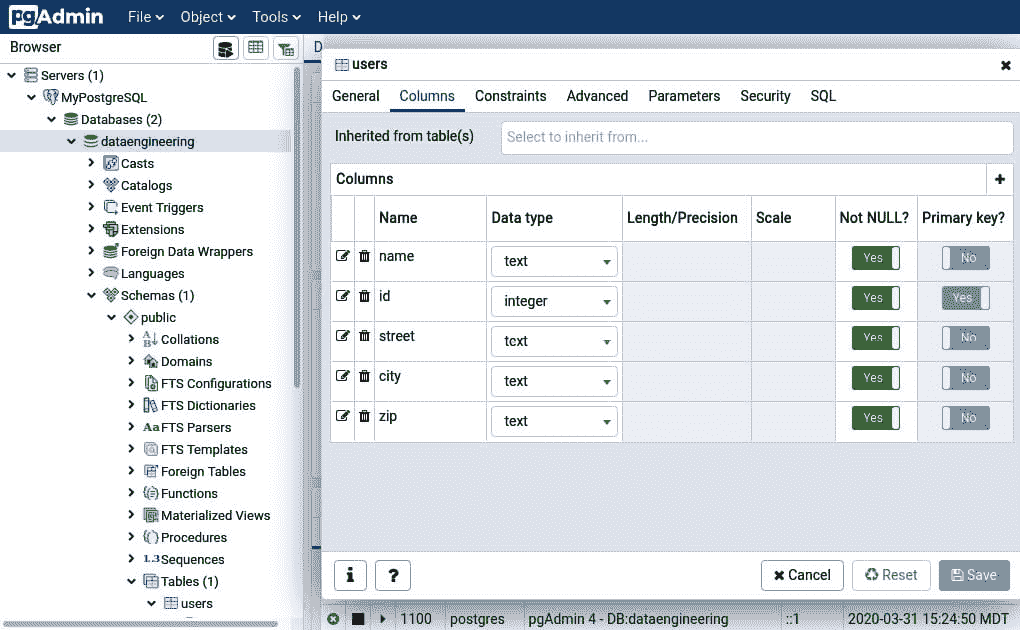 pgAdmin File Object Tools Help
Browser
D
Servers (1)
MyPostgreSQL
Databases (2)
dataengineering
Casts
Catalogs
Event Triggers
Extensions
Foreign Data Wrappers
Languages
Schemas (1)
public
Collations
Domains
FTS Configurations
FTS Dictionaries
FTS Parsers
FTS Templates
Foreign Tables
Functions
Materialized Views
Procedures
1.3 Sequences
Tables (1)
users
users
General Columns Constraints Advanced Parameters Security SQL
Inherited from table(s) Select to inherit from...
Columns
Name Data type Length/Precision Scale Not NULL? Primary key?
name text Yes No
id integer Yes Yes
street text Yes No
city text Yes No
zip text Yes No
i ? Cancel Reset Save
1100 postgres pgAdmin 4 - DB:dataengineering ::1 2020-03-31 15:24:50 MDT